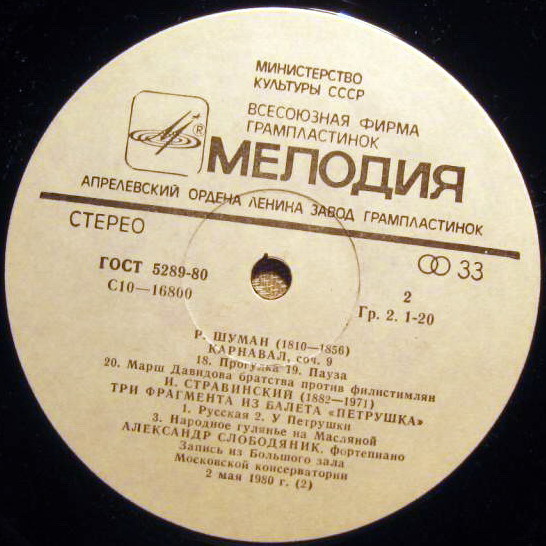 МИНИСТЕРСТВО
КУЛЬТУРЫ СССР
ВСЕСОЮЗНАЯ ФИРМА
ГРАМПЛАСТИНОК
®
МЕЛОДИЯ
АПРЕЛЕВСКИЙ ОРДЕНА ЛЕНИНА ЗАВОД ГРАМПЛАСТИНОК
СТЕРЕО
33
ГОСТ 5289-80
С10—16800
2
Гр. 2. 1-20
Р. ШУМАН (1810—1856)
КАРНАВАЛ, соч. 9
18. Прогулка 19. Пауза
20. Марш Давидова братства против филистимлян
И. СТРАВИНСКИЙ (1882—1971)
ТРИ ФРАГМЕНТА ИЗ БАЛЕТА «ПЕТРУШКА»
1. Русская 2. У Петрушки
3. Народное гулянье на Масляной
АЛЕКСАНДР СЛОБОДЯНИК, фортепиано
Запись из Большого зала
Московской консерватории
2 мая 1980 г. (2)